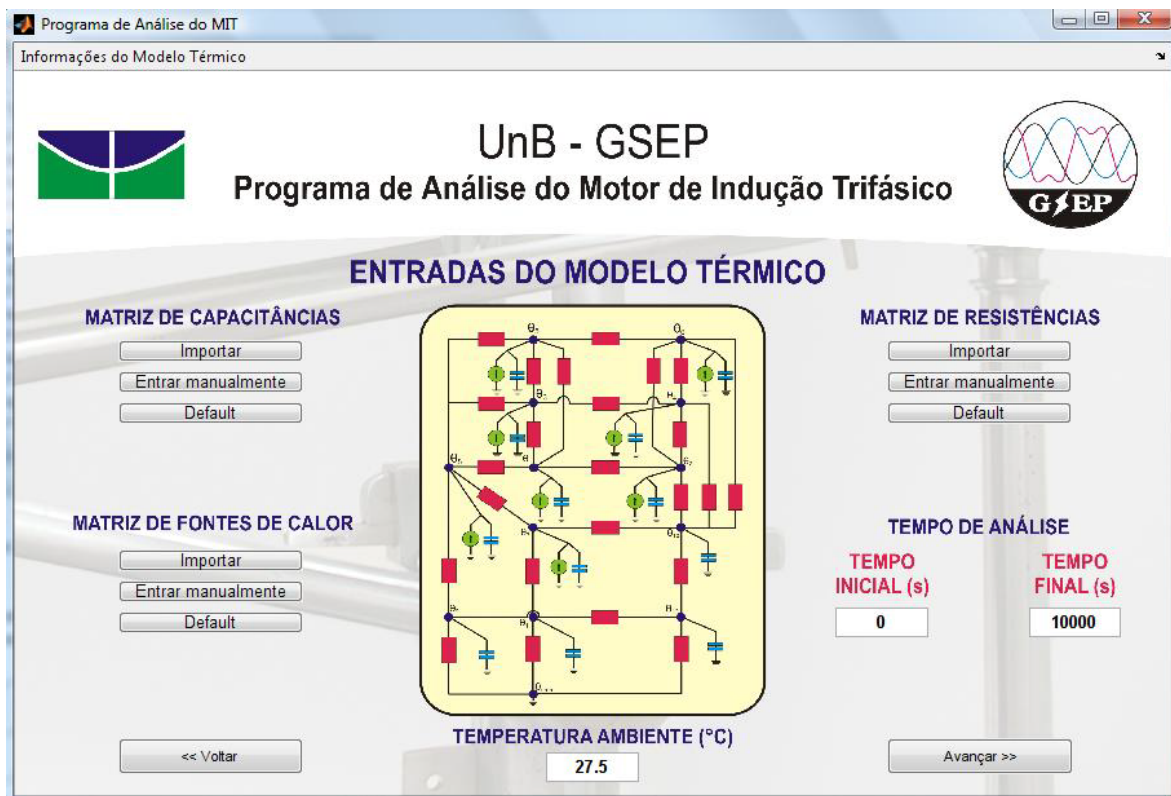 Programa de Análise do MIT
Informações do Modelo Térmico
UnB - GSEP
Programa de Análise do Motor de Indução Trifásico
GSEP
ENTRADAS DO MODELO TÉRMICO
MATRIZ DE CAPACITÂNCIAS
Importar
Entrar manualmente
Default
MATRIZ DE FONTES DE CALOR
Importar
Entrar manualmente
Default
MATRIZ DE RESISTÊNCIAS
Importar
Entrar manualmente
Default
TEMPO DE ANÁLISE
TEMPO INICIAL (s)
TEMPO FINAL (s)
0
10000
<< Voltar
TEMPERATURA AMBIENTE (°C)
27.5
Avançar >>